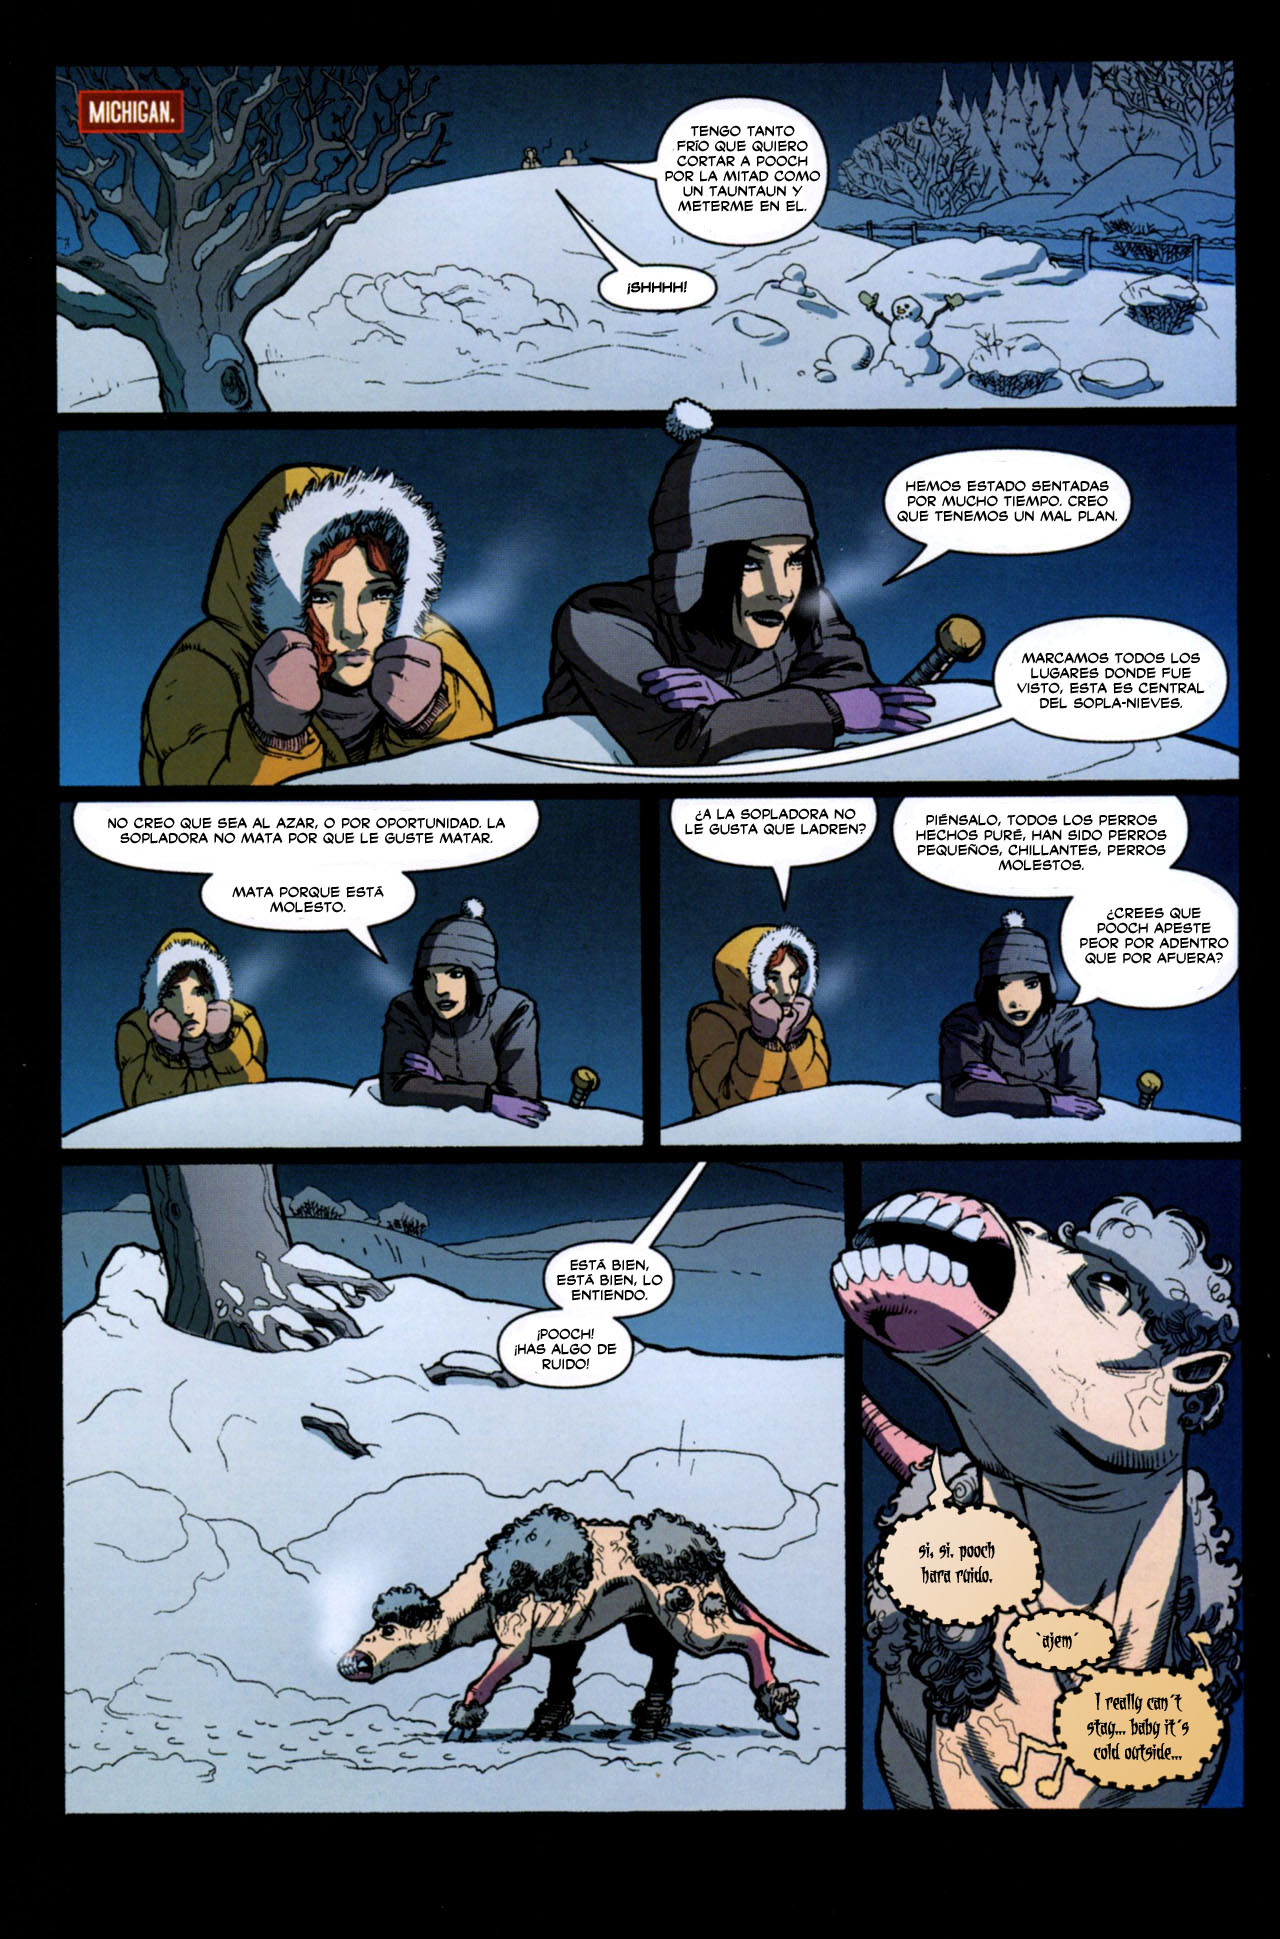 MICHIGAN.
TENGO TANTO
FRÍO QUE QUIERO
CORTAR A POOCH
POR LA MITAD COMO
UN TAUNTAUN Y
METERME EN EL.
¡SHHHH!
HEMOS ESTADO SENTADAS
POR MUCHO TIEMPO. CREO
QUE TENEMOS UN MAL PLAN.
MARCAMOS TODOS LOS
LUGARES DONDE FUE
VISTO, ESTA ES CENTRAL
DEL SOPLA-NIEVES.
NO CREO QUE SEA AL AZAR, O POR OPORTUNIDAD. LA
SOPLADORA NO MATA POR QUE LE GUSTE MATAR.
MATA PORQUE ESTÁ
MOLESTO.
¿A LA SOPLADORA NO
LE GUSTA QUE LADREN?
PIÉNSALO, TODOS LOS PERROS
HECHOS PURÉ, HAN SIDO PERROS
PEQUEÑOS, CHILLANTES, PERROS
MOLESTOS.
¿CREES QUE
POOCH APESTE
PEOR POR ADENTRO
QUE POR AFUERA?
ESTÁ BIEN,
ESTÁ BIEN, LO
ENTIENDO.
¡POOCH!
¡HAS ALGO DE
RUIDO!
si, si. pooch
hara ruido.
`ajem´
I really can´t
stay... baby it´s
cold outside...